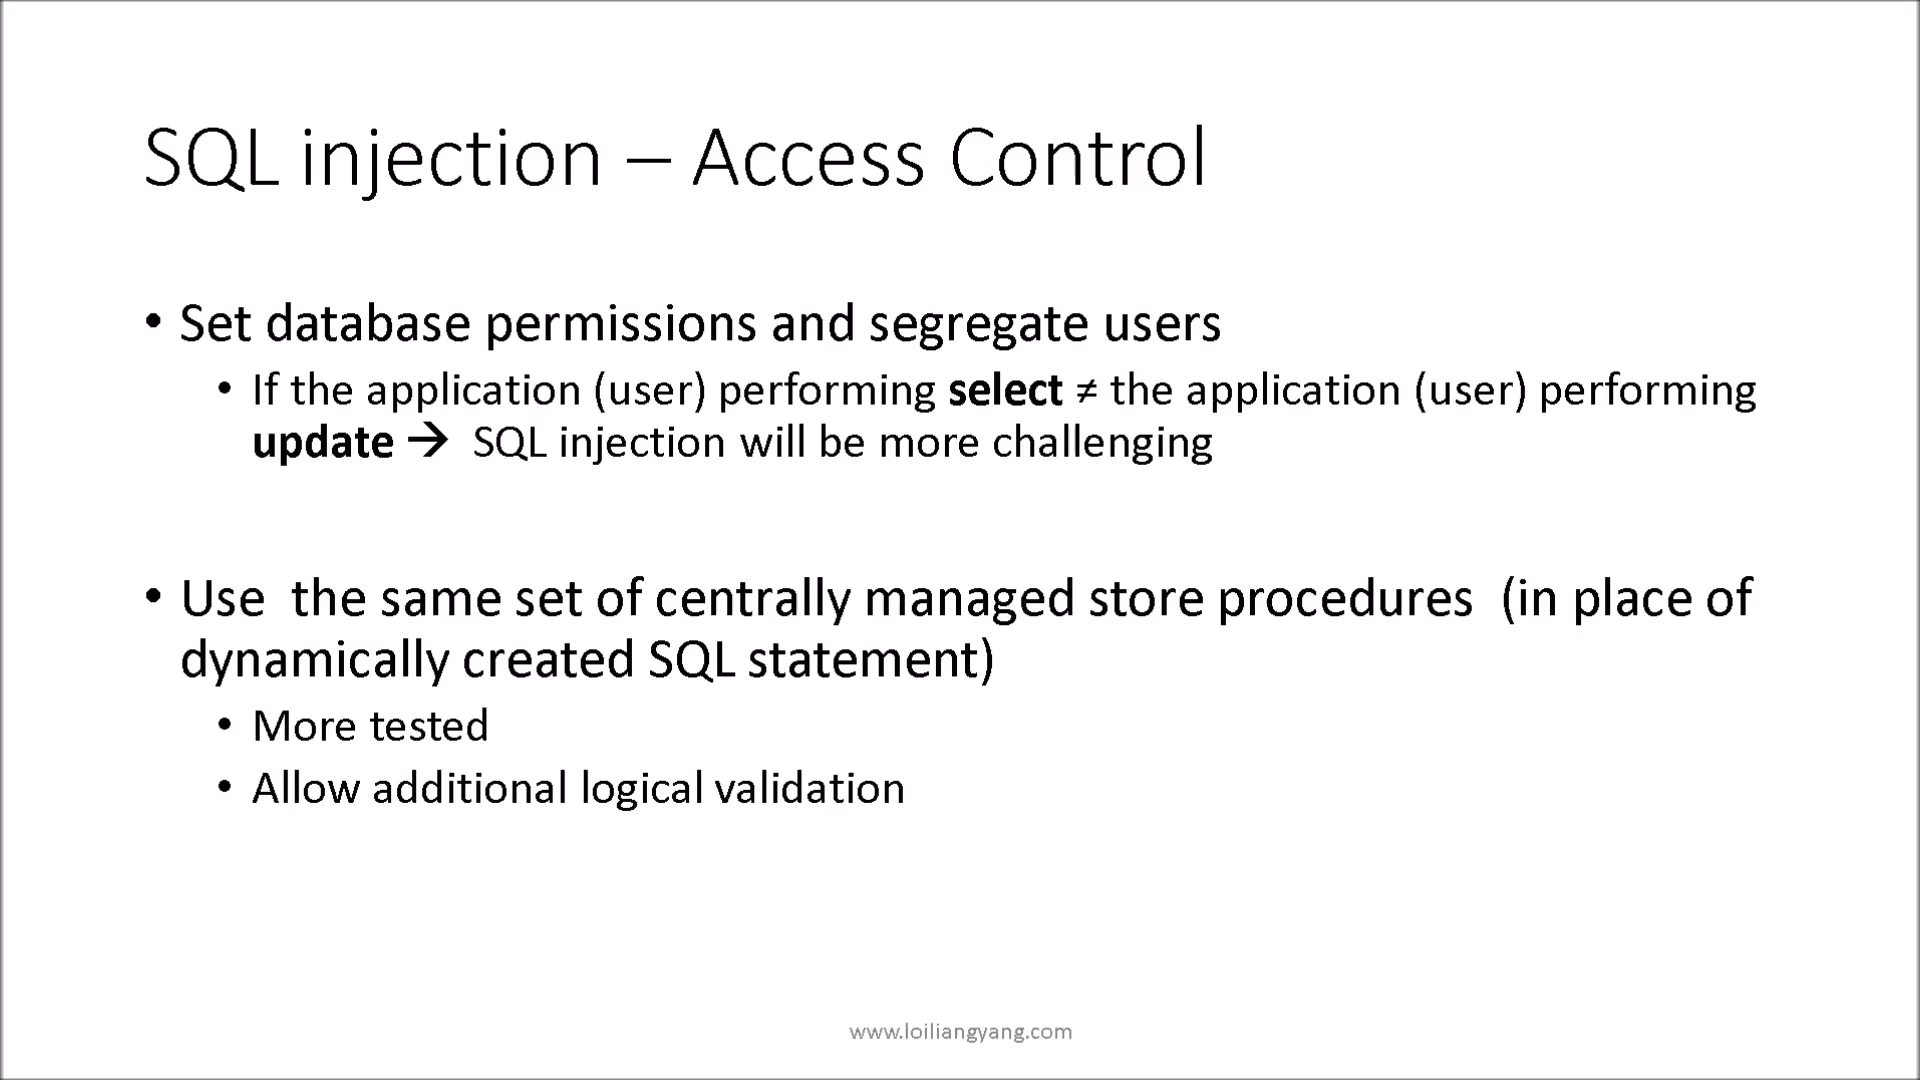 SQL injection – Access Control
• Set database permissions and segregate users
• If the application (user) performing select ≠ the application (user) performing
update → SQL injection will be more challenging
• Use the same set of centrally managed store procedures (in place of
dynamically created SQL statement)
• More tested
• Allow additional logical validation
www.loiliangyang.com